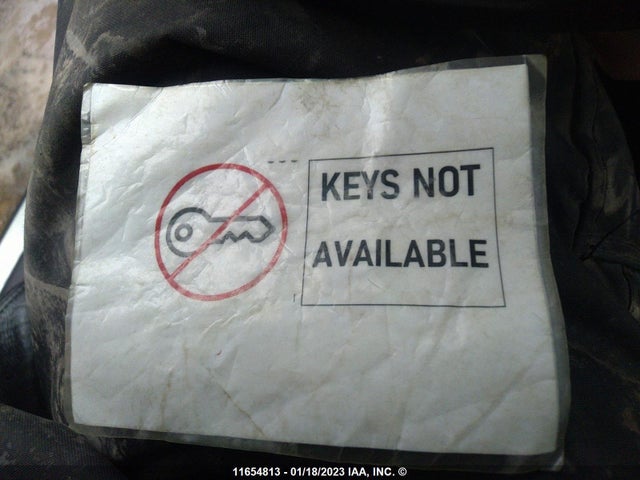 KEYS NOT
AVAILABLE
11654813 - 01/18/2023 IAA, INC. ©